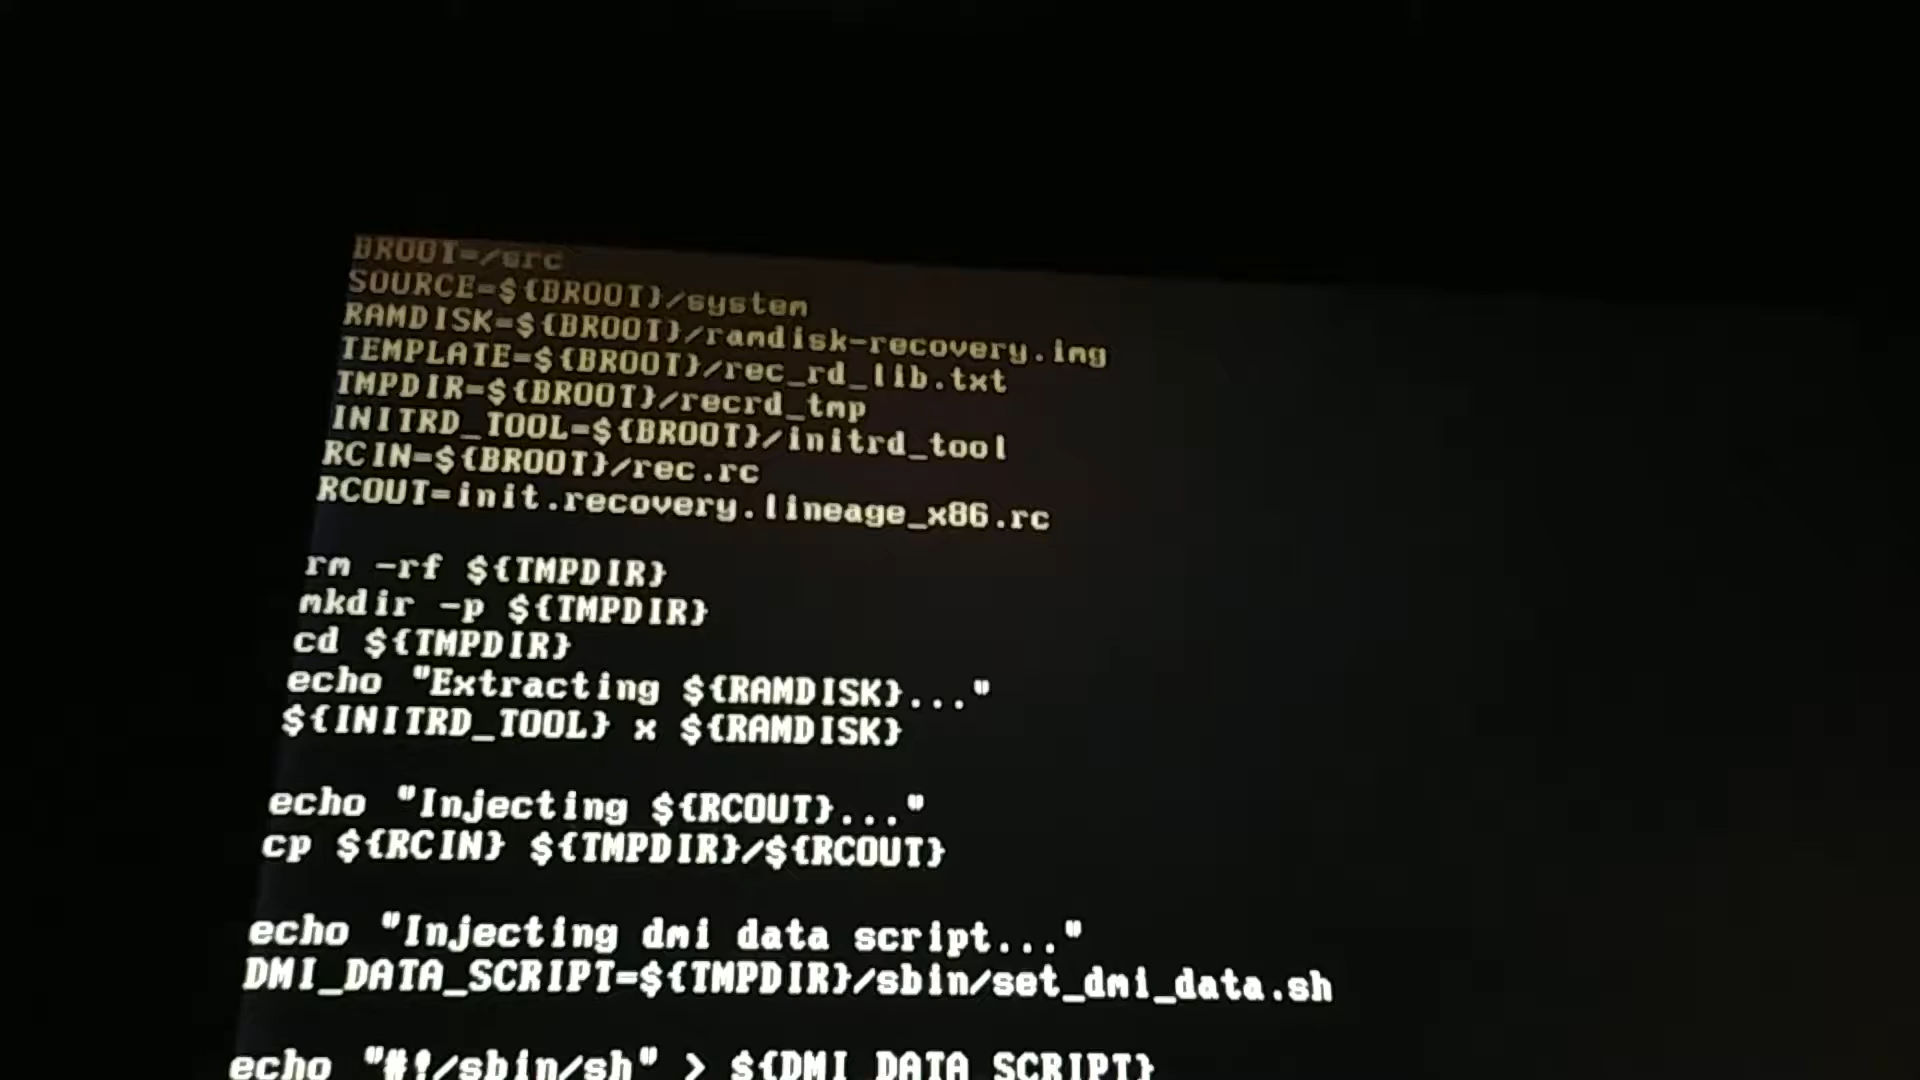 BROOT=/src
SOURCE=${BROOT}/system
RAMDISK=${BROOT}/ramdisk-recovery.img
TEMPLATE=${BROOT}/rec_rd_lib.txt
TMPDIR=${BROOT}/recrd_tmp
INITRD_TOOL=${BROOT}/initrd_tool
RCIN=${BROOT}/rec.rc
RCOUT=init.recovery.lineage_x86.rc
rm -rf ${TMPDIR}
mkdir -p ${TMPDIR}
cd ${TMPDIR}
echo "Extracting ${RAMDISK}..."
${INITRD_TOOL} x ${RAMDISK}
echo "Injecting ${RCOUT}..."
cp ${RCIN} ${TMPDIR}/${RCOUT}
echo "Injecting dmi data script..."
DMI_DATA_SCRIPT=${TMPDIR}/sbin/set_dmi_data.sh
echo "#!/sbin/sh" > ${DMI_DATA_SCRIPT}